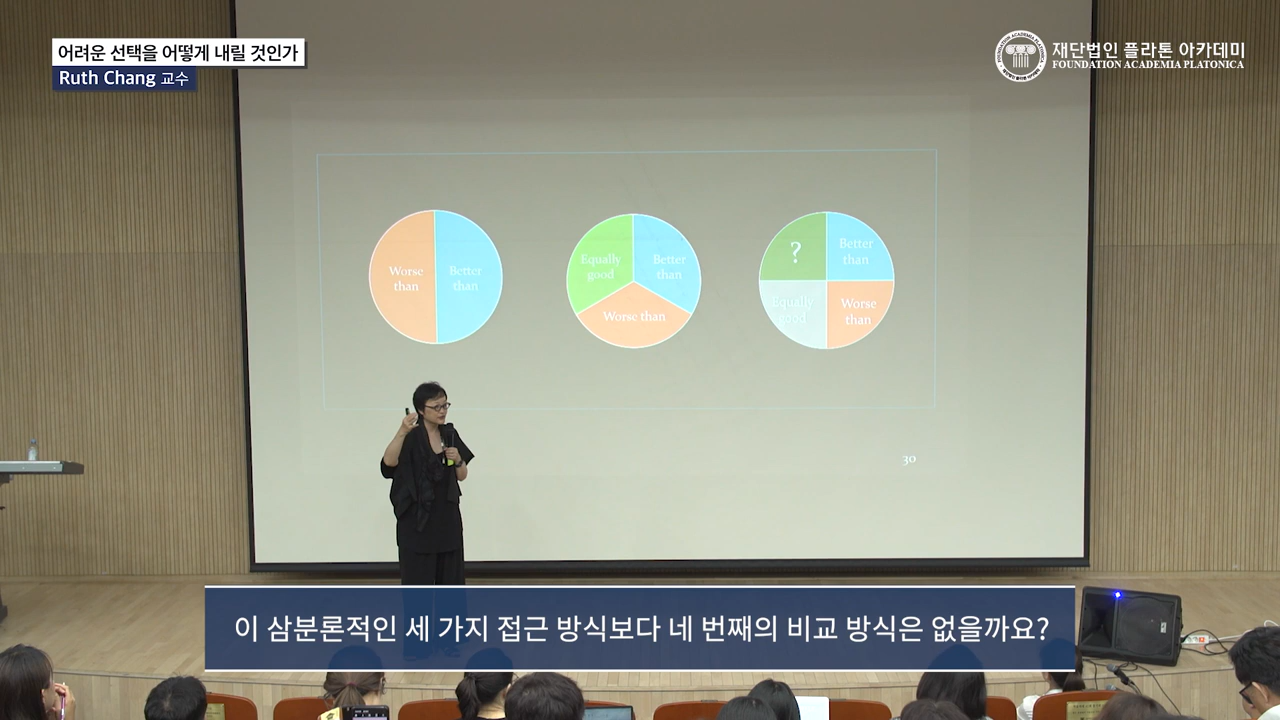 어려운 선택을 어떻게 내릴 것인가
Ruth Chang 교수
재단법인 플라톤 아카데미
FOUNDATION ACADEMIA PLATONICA
Worse
than
Better
than
Equally
good
Better
than
Worse than
?
Better
than
Equally
good
Worse
than
30
이 삼분론적인 세 가지 접근 방식보다 네 번째의 비교 방식은 없을까요?